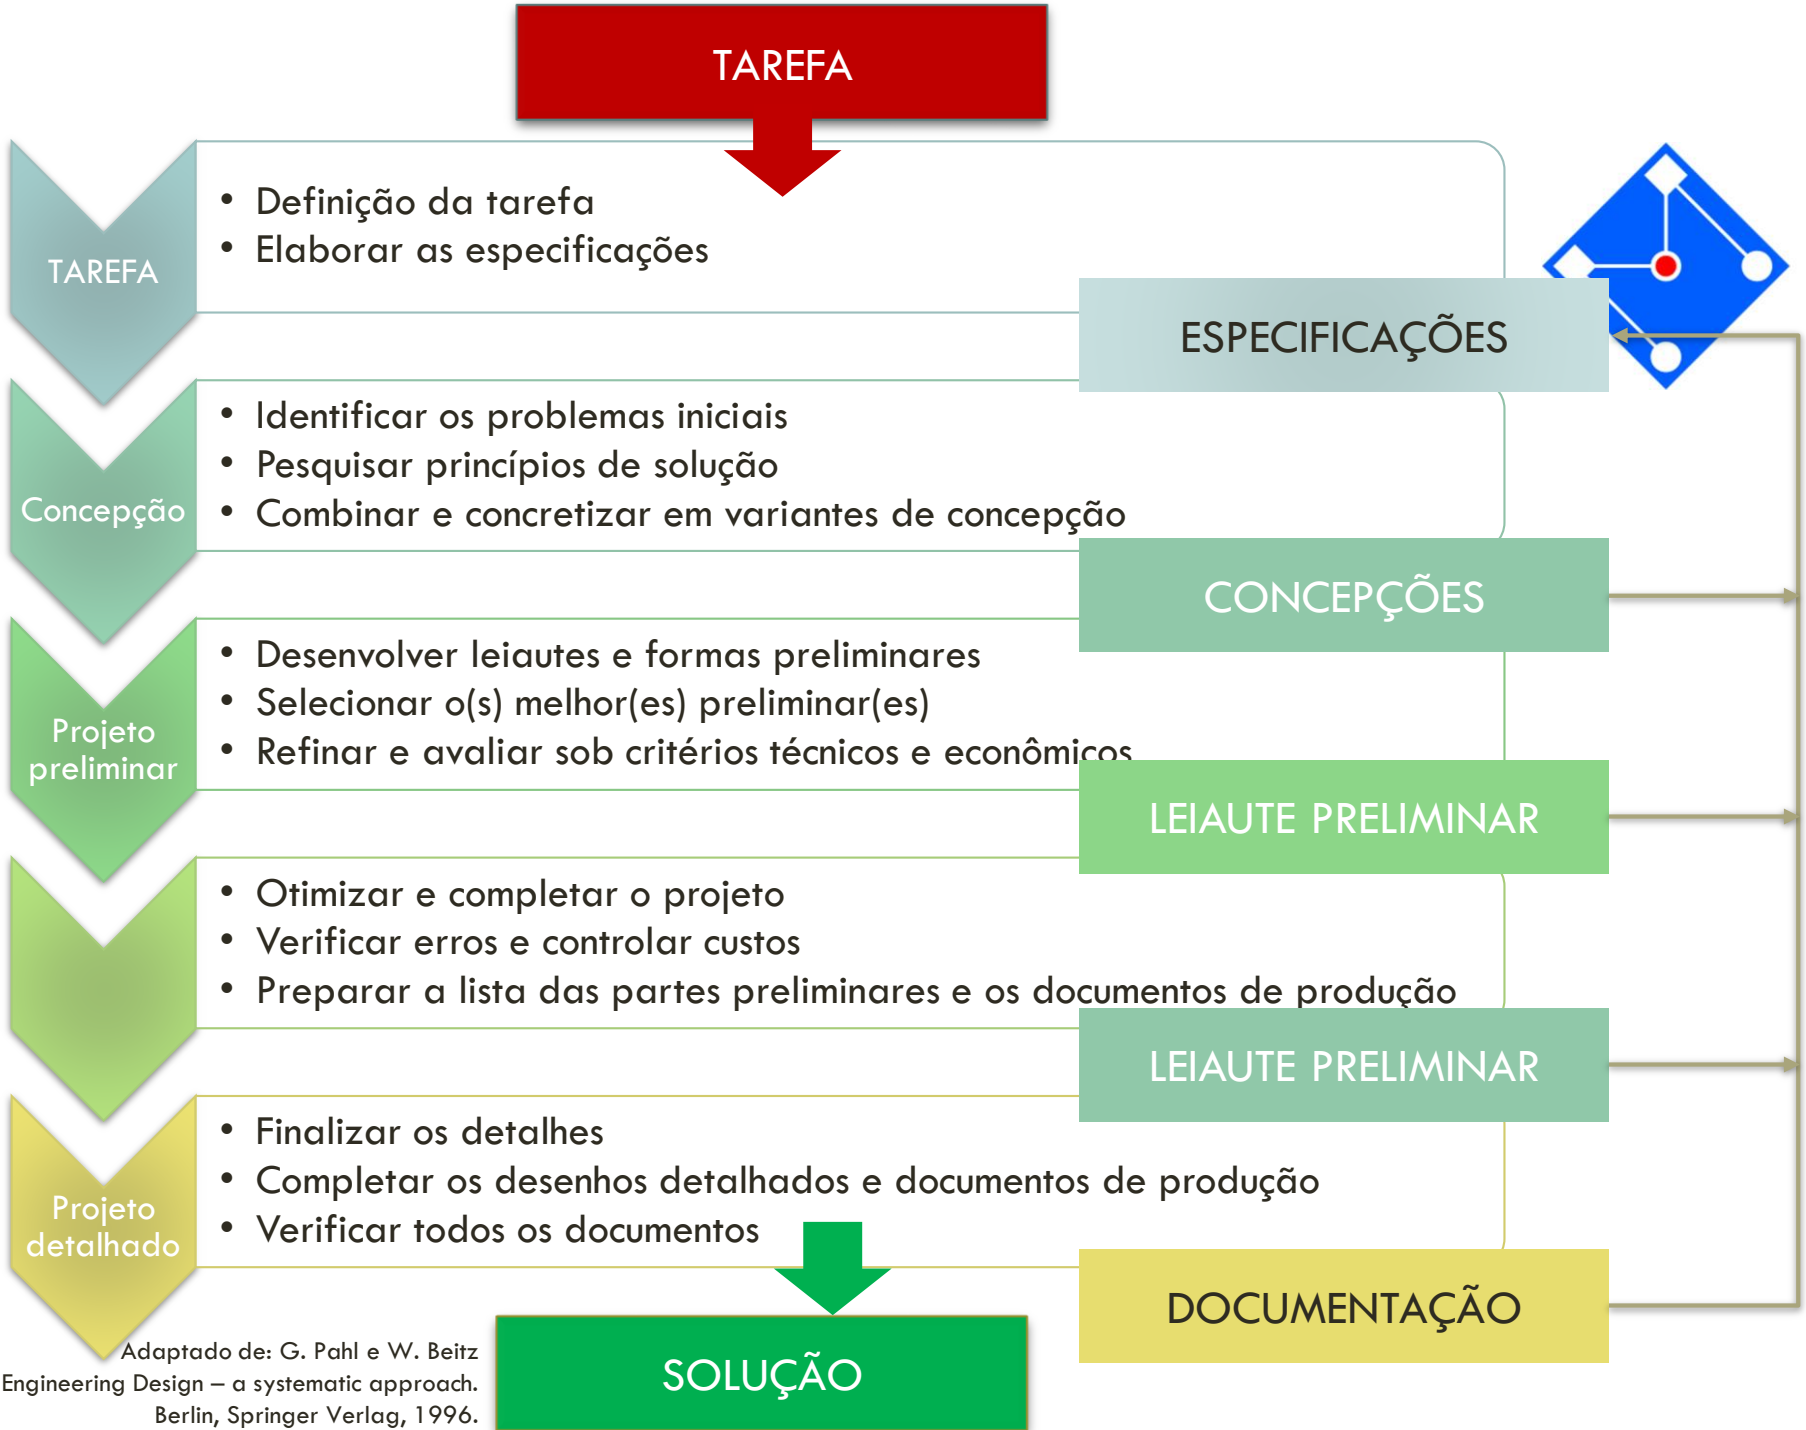 TAREFA
TAREFA
• Definição da tarefa
• Elaborar as especificações
ESPECIFICAÇÕES
Concepção
• Identificar os problemas iniciais
• Pesquisar princípios de solução
• Combinar e concretizar em variantes de concepção
CONCEPÇÕES
Projeto
preliminar
• Desenvolver leiautes e formas preliminares
• Selecionar o(s) melhor(es) preliminar(es)
• Refinar e avaliar sob critérios técnicos e econômicos
LEIAUTE PRELIMINAR
• Otimizar e completar o projeto
• Verificar erros e controlar custos
• Preparar a lista das partes preliminares e os documentos de produção
LEIAUTE PRELIMINAR
Projeto
detalhado
• Finalizar os detalhes
• Completar os desenhos detalhados e documentos de produção
• Verificar todos os documentos
DOCUMENTAÇÃO
Adaptado de: G. Pahl e W. Beitz
Engineering Design – a systematic approach.
Berlin, Springer Verlag, 1996.
SOLUÇÃO